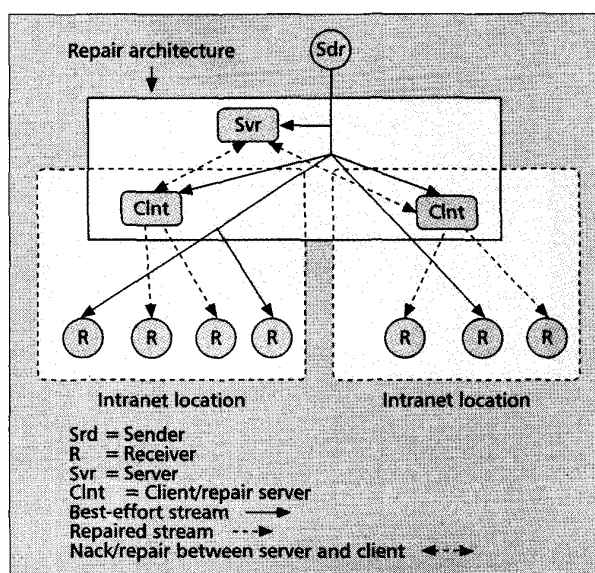 Repair architecture
Sdr
Svr
Clnt
Clnt
R
R
R
R
R
R
R
Intranet location
Intranet location
Srd = Sender
R = Receiver
Svr = Server
Clnt = Client/repair server
Best-effort stream
Repaired stream
Nack/repair between server and client